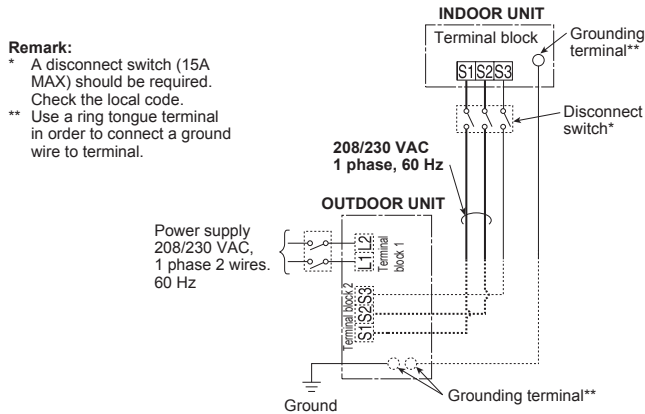 INDOOR UNIT
Remark:
* A disconnect switch (15A
MAX) should be required.
Check the local code.
** Use a ring tongue terminal
in order to connect a ground
wire to terminal.
Terminal block
Grounding
terminal**
S1 S2 S3
Disconnect
switch*
208/230 VAC
1 phase, 60 Hz
OUTDOOR UNIT
Power supply
208/230 VAC,
1 phase 2 wires.
60 Hz
L1 L2
Terminal
block 1
Terminal block 2
S1 S2 S3
Grounding terminal**
Ground